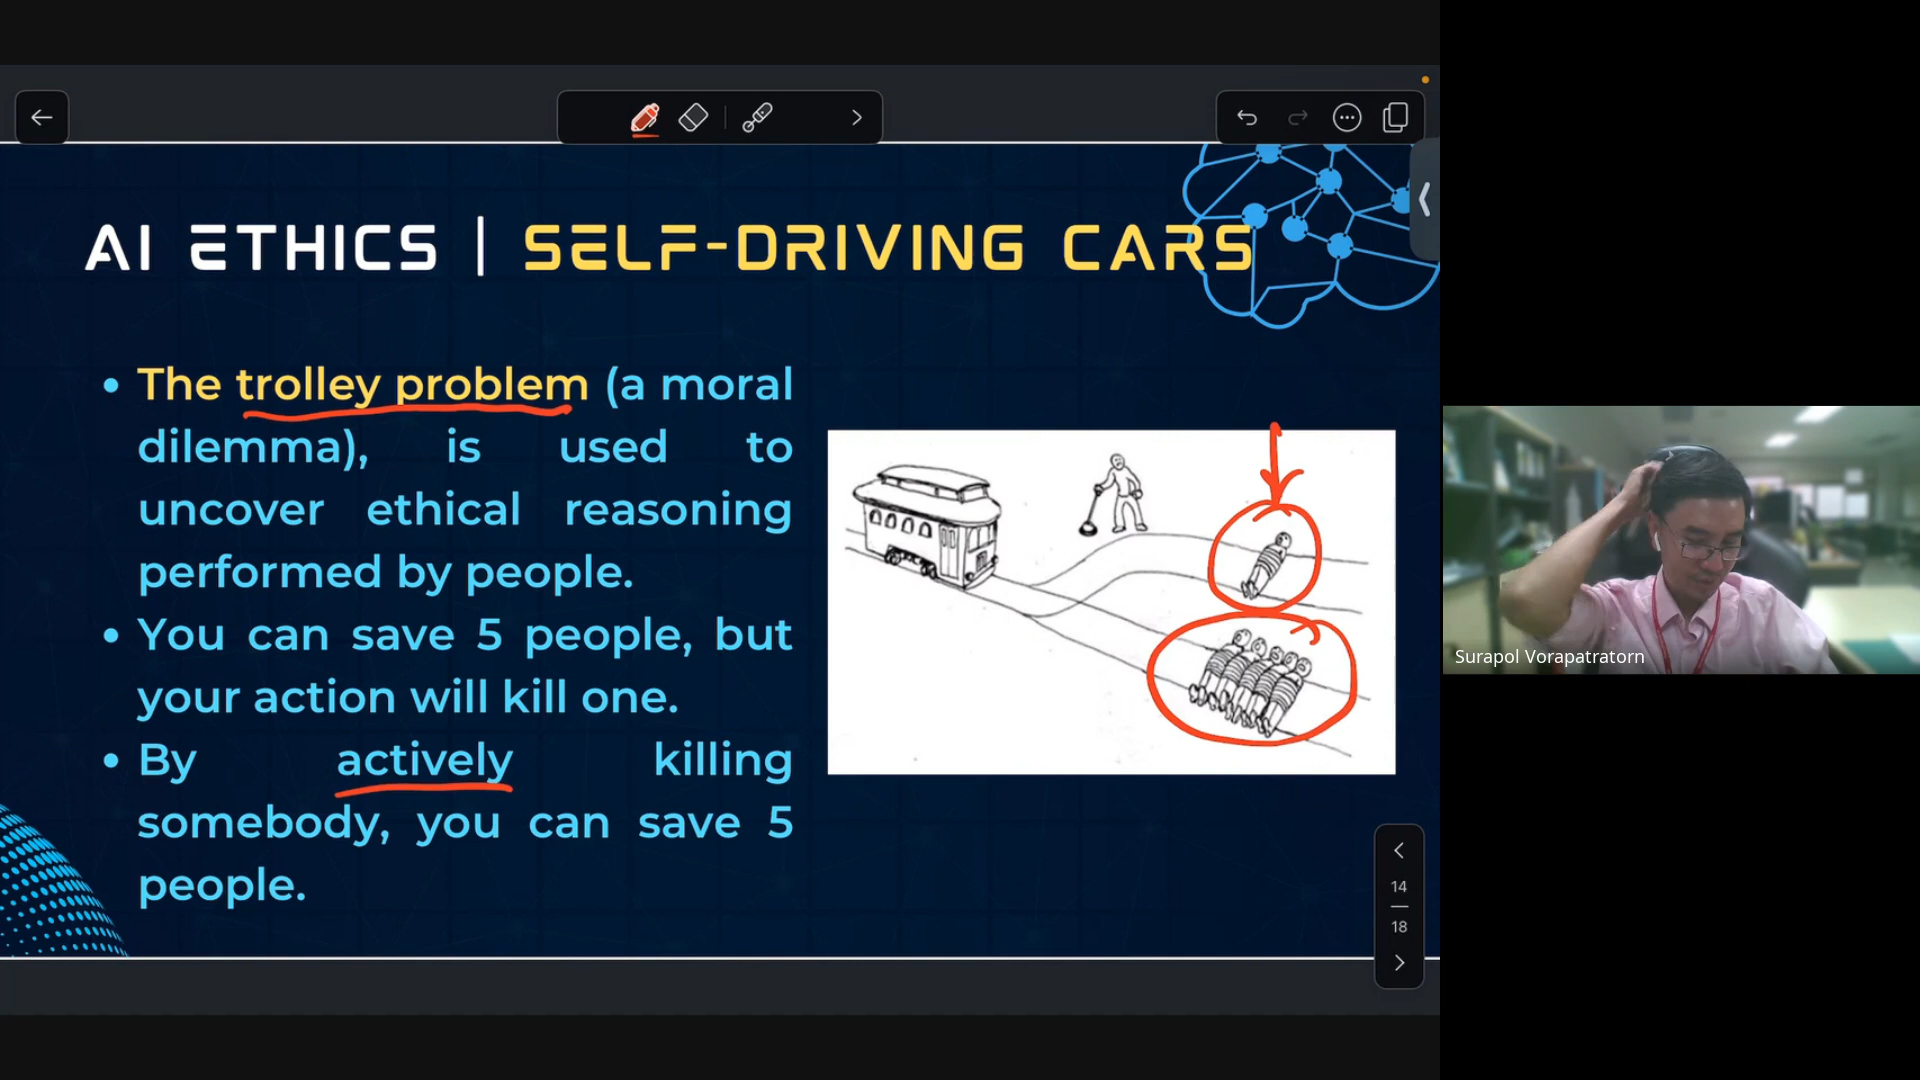 AI ETHICS | SELF-DRIVING CARS
• The trolley problem (a moral
dilemma), is used to
uncover ethical reasoning
performed by people.
• You can save 5 people, but
your action will kill one.
• By actively killing
somebody, you can save 5
people.
14
18
Surapol Vorapatratorn